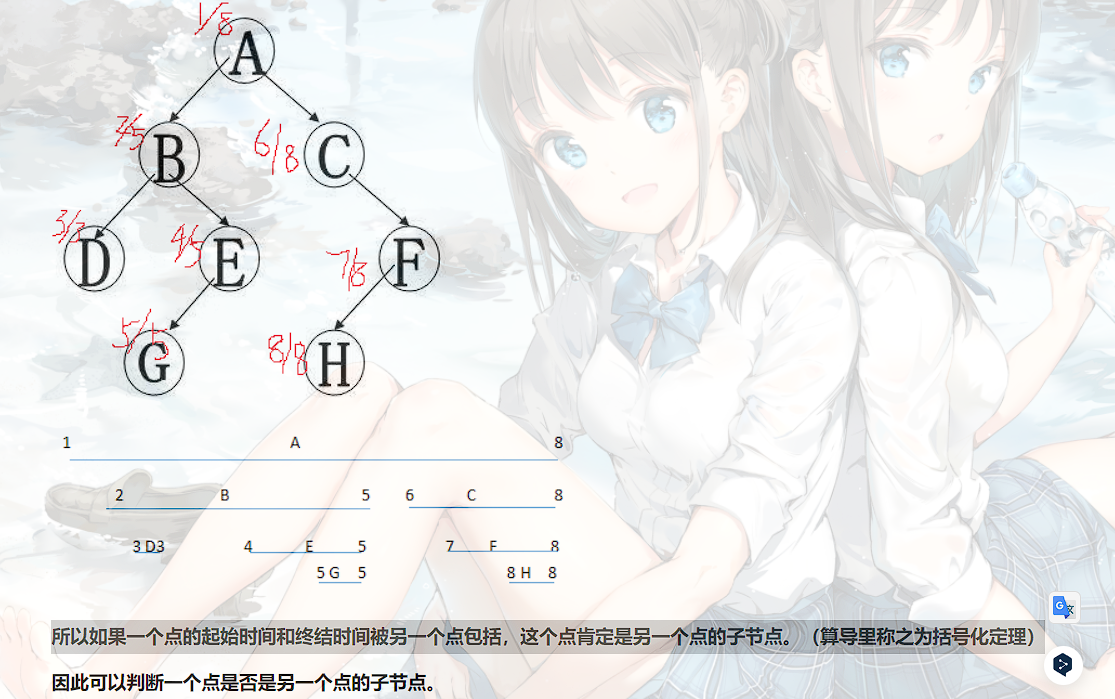 1/8
A
2/5
B
6/8
C
3/3
D
4/5
E
7/8
F
5/5
G
8/8
H
1 A 8
2 B 5 6 C 8
3 D3 4 E 5 7 F 8
5 G 5 8 H 8
所以如果一个点的起始时间和终结时间被另一个点包括，这个点肯定是另一个点的子节点。（算导里称之为括号化定理）
因此可以判断一个点是否是另一个点的子节点。